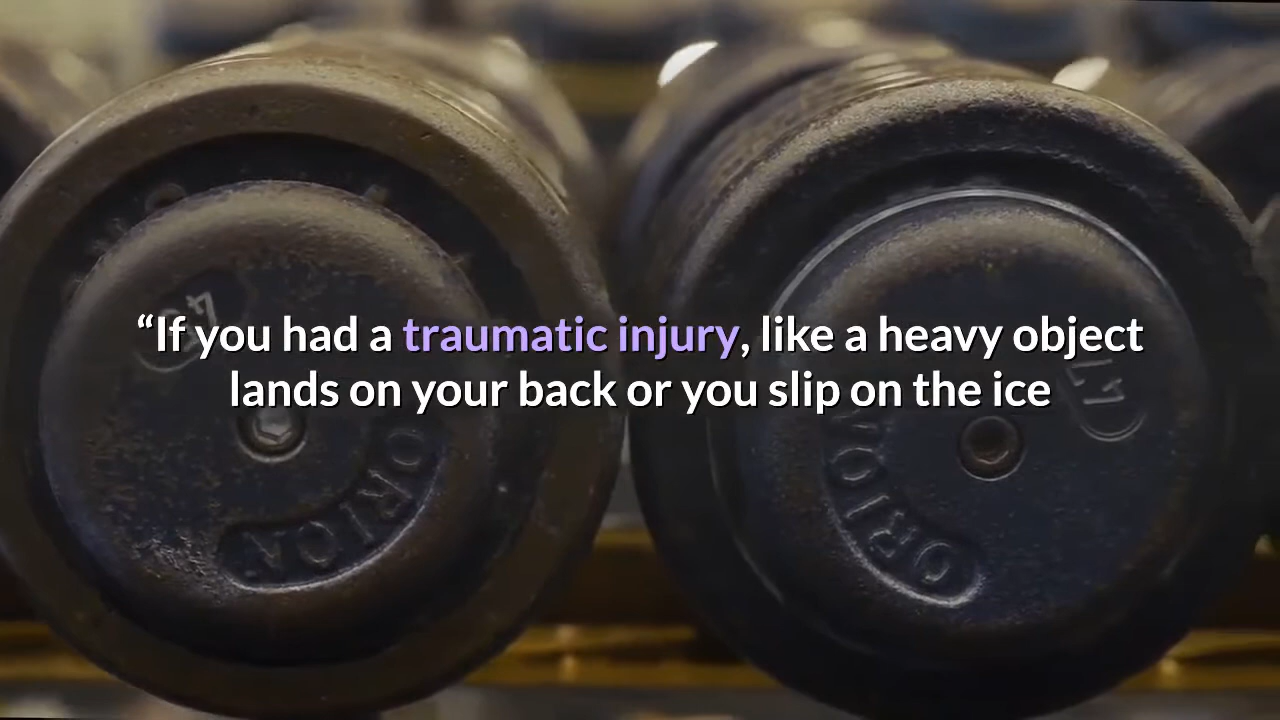 “If you had a traumatic injury, like a heavy object
lands on your back or you slip on the ice
ORION
ORION